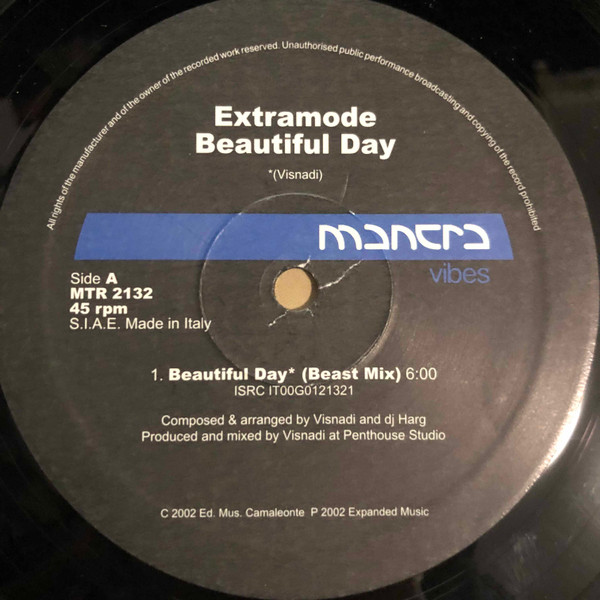 All rights of the manufacturer and of the owner of the recorded work reserved. Unauthorised public performance broadcasting and copying of the record prohibited
Extramode
Beautiful Day
*(Visnadi)
mantra
vibes
Side A
MTR 2132
45 rpm
S.I.A.E. Made in Italy
1. Beautiful Day* (Beast Mix) 6:00
ISRC IT00G0121321
Composed & arranged by Visnadi and dj Harg
Produced and mixed by Visnadi at Penthouse Studio
C 2002 Ed. Mus. Camaleonte P 2002 Expanded Music